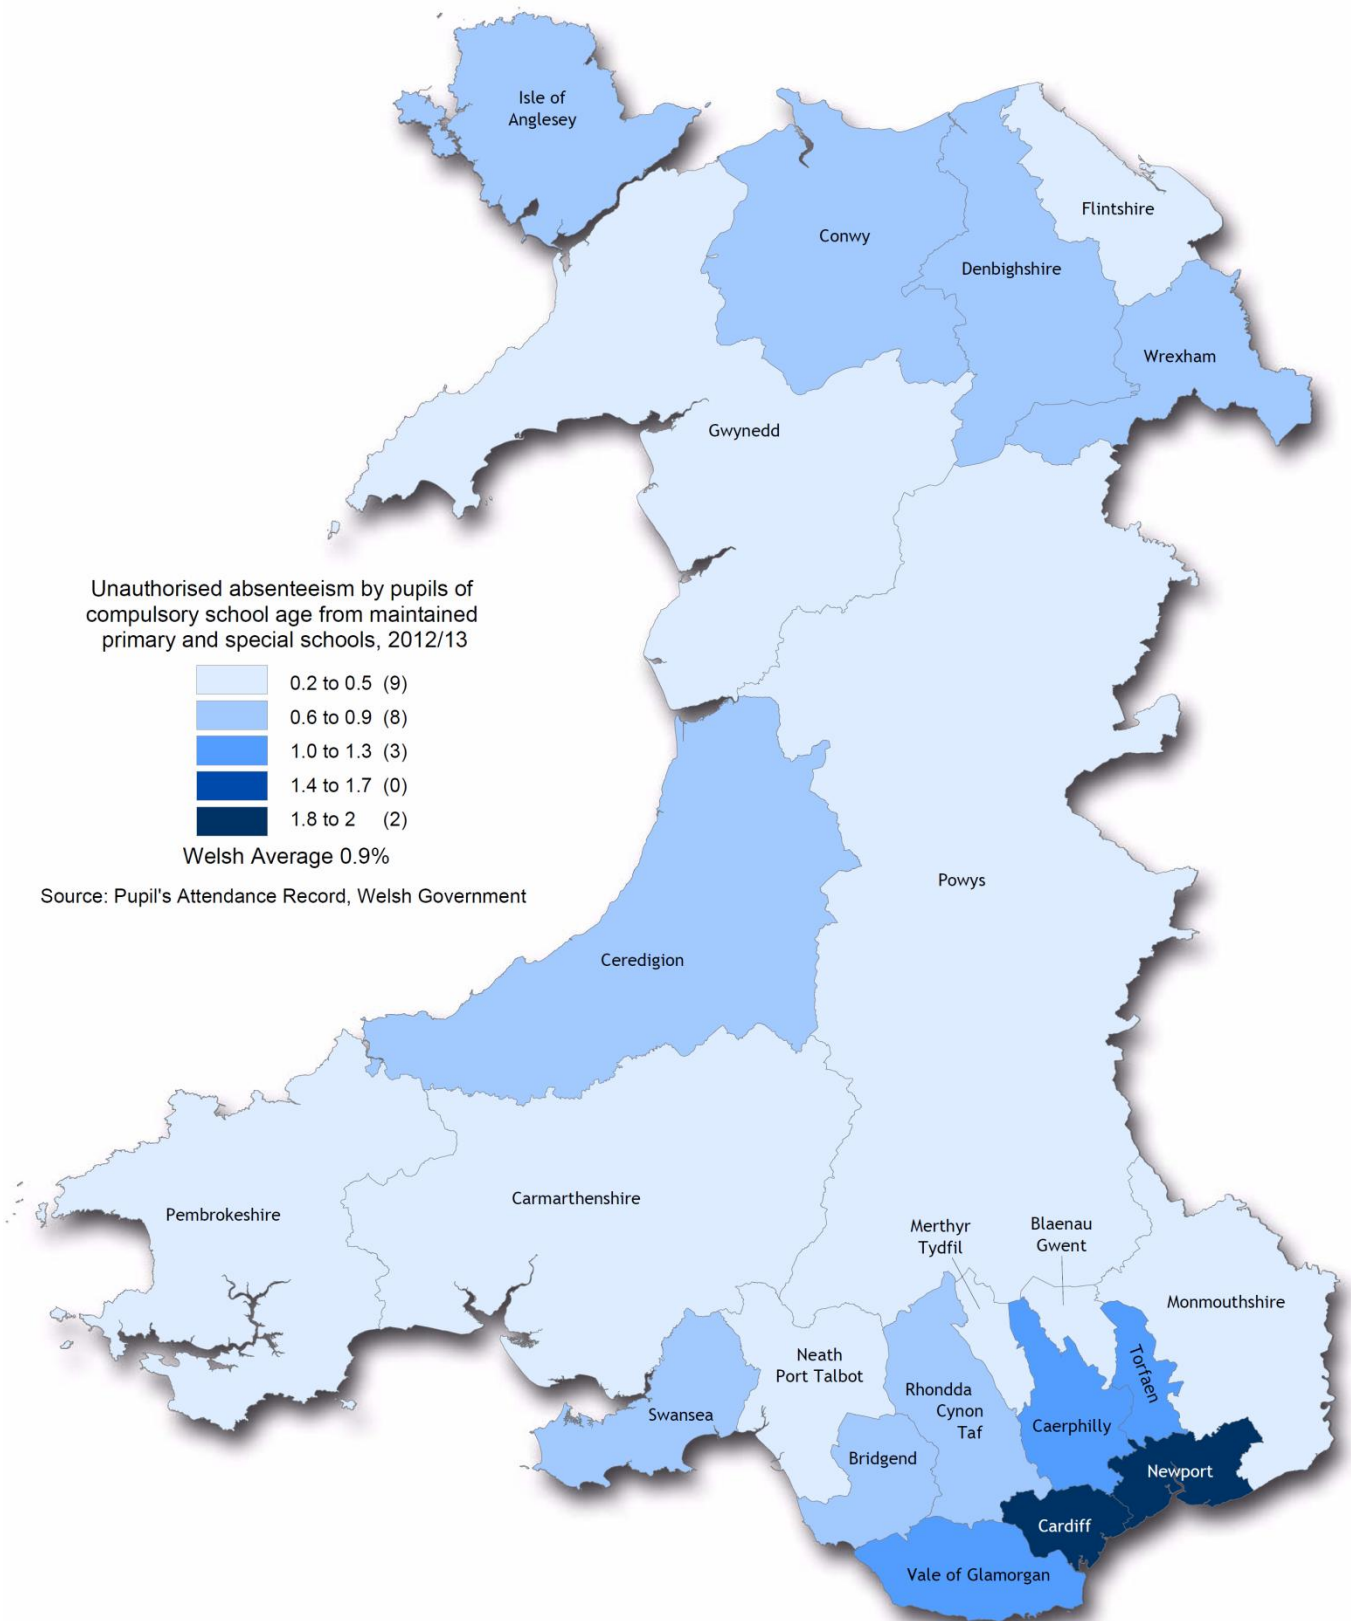 Isle of
Anglesey
Flintshire
Conwy
Denbighshire
Wrexham
Gwynedd
Unauthorised absenteeism by pupils of
compulsory school age from maintained
primary and special schools, 2012/13
0.2 to 0.5 (9)
0.6 to 0.9 (8)
1.0 to 1.3 (3)
1.4 to 1.7 (0)
1.8 to 2 (2)
Welsh Average 0.9%
Source: Pupil's Attendance Record, Welsh Government
Powys
Ceredigion
Carmarthenshire
Pembrokeshire
Merthyr
Tydfil
Blaenau
Gwent
Monmouthshire
Neath
Port Talbot
Torfaen
Rhondda
Cynon
Taf
Swansea
Caerphilly
Bridgend
Newport
Cardiff
Vale of Glamorgan